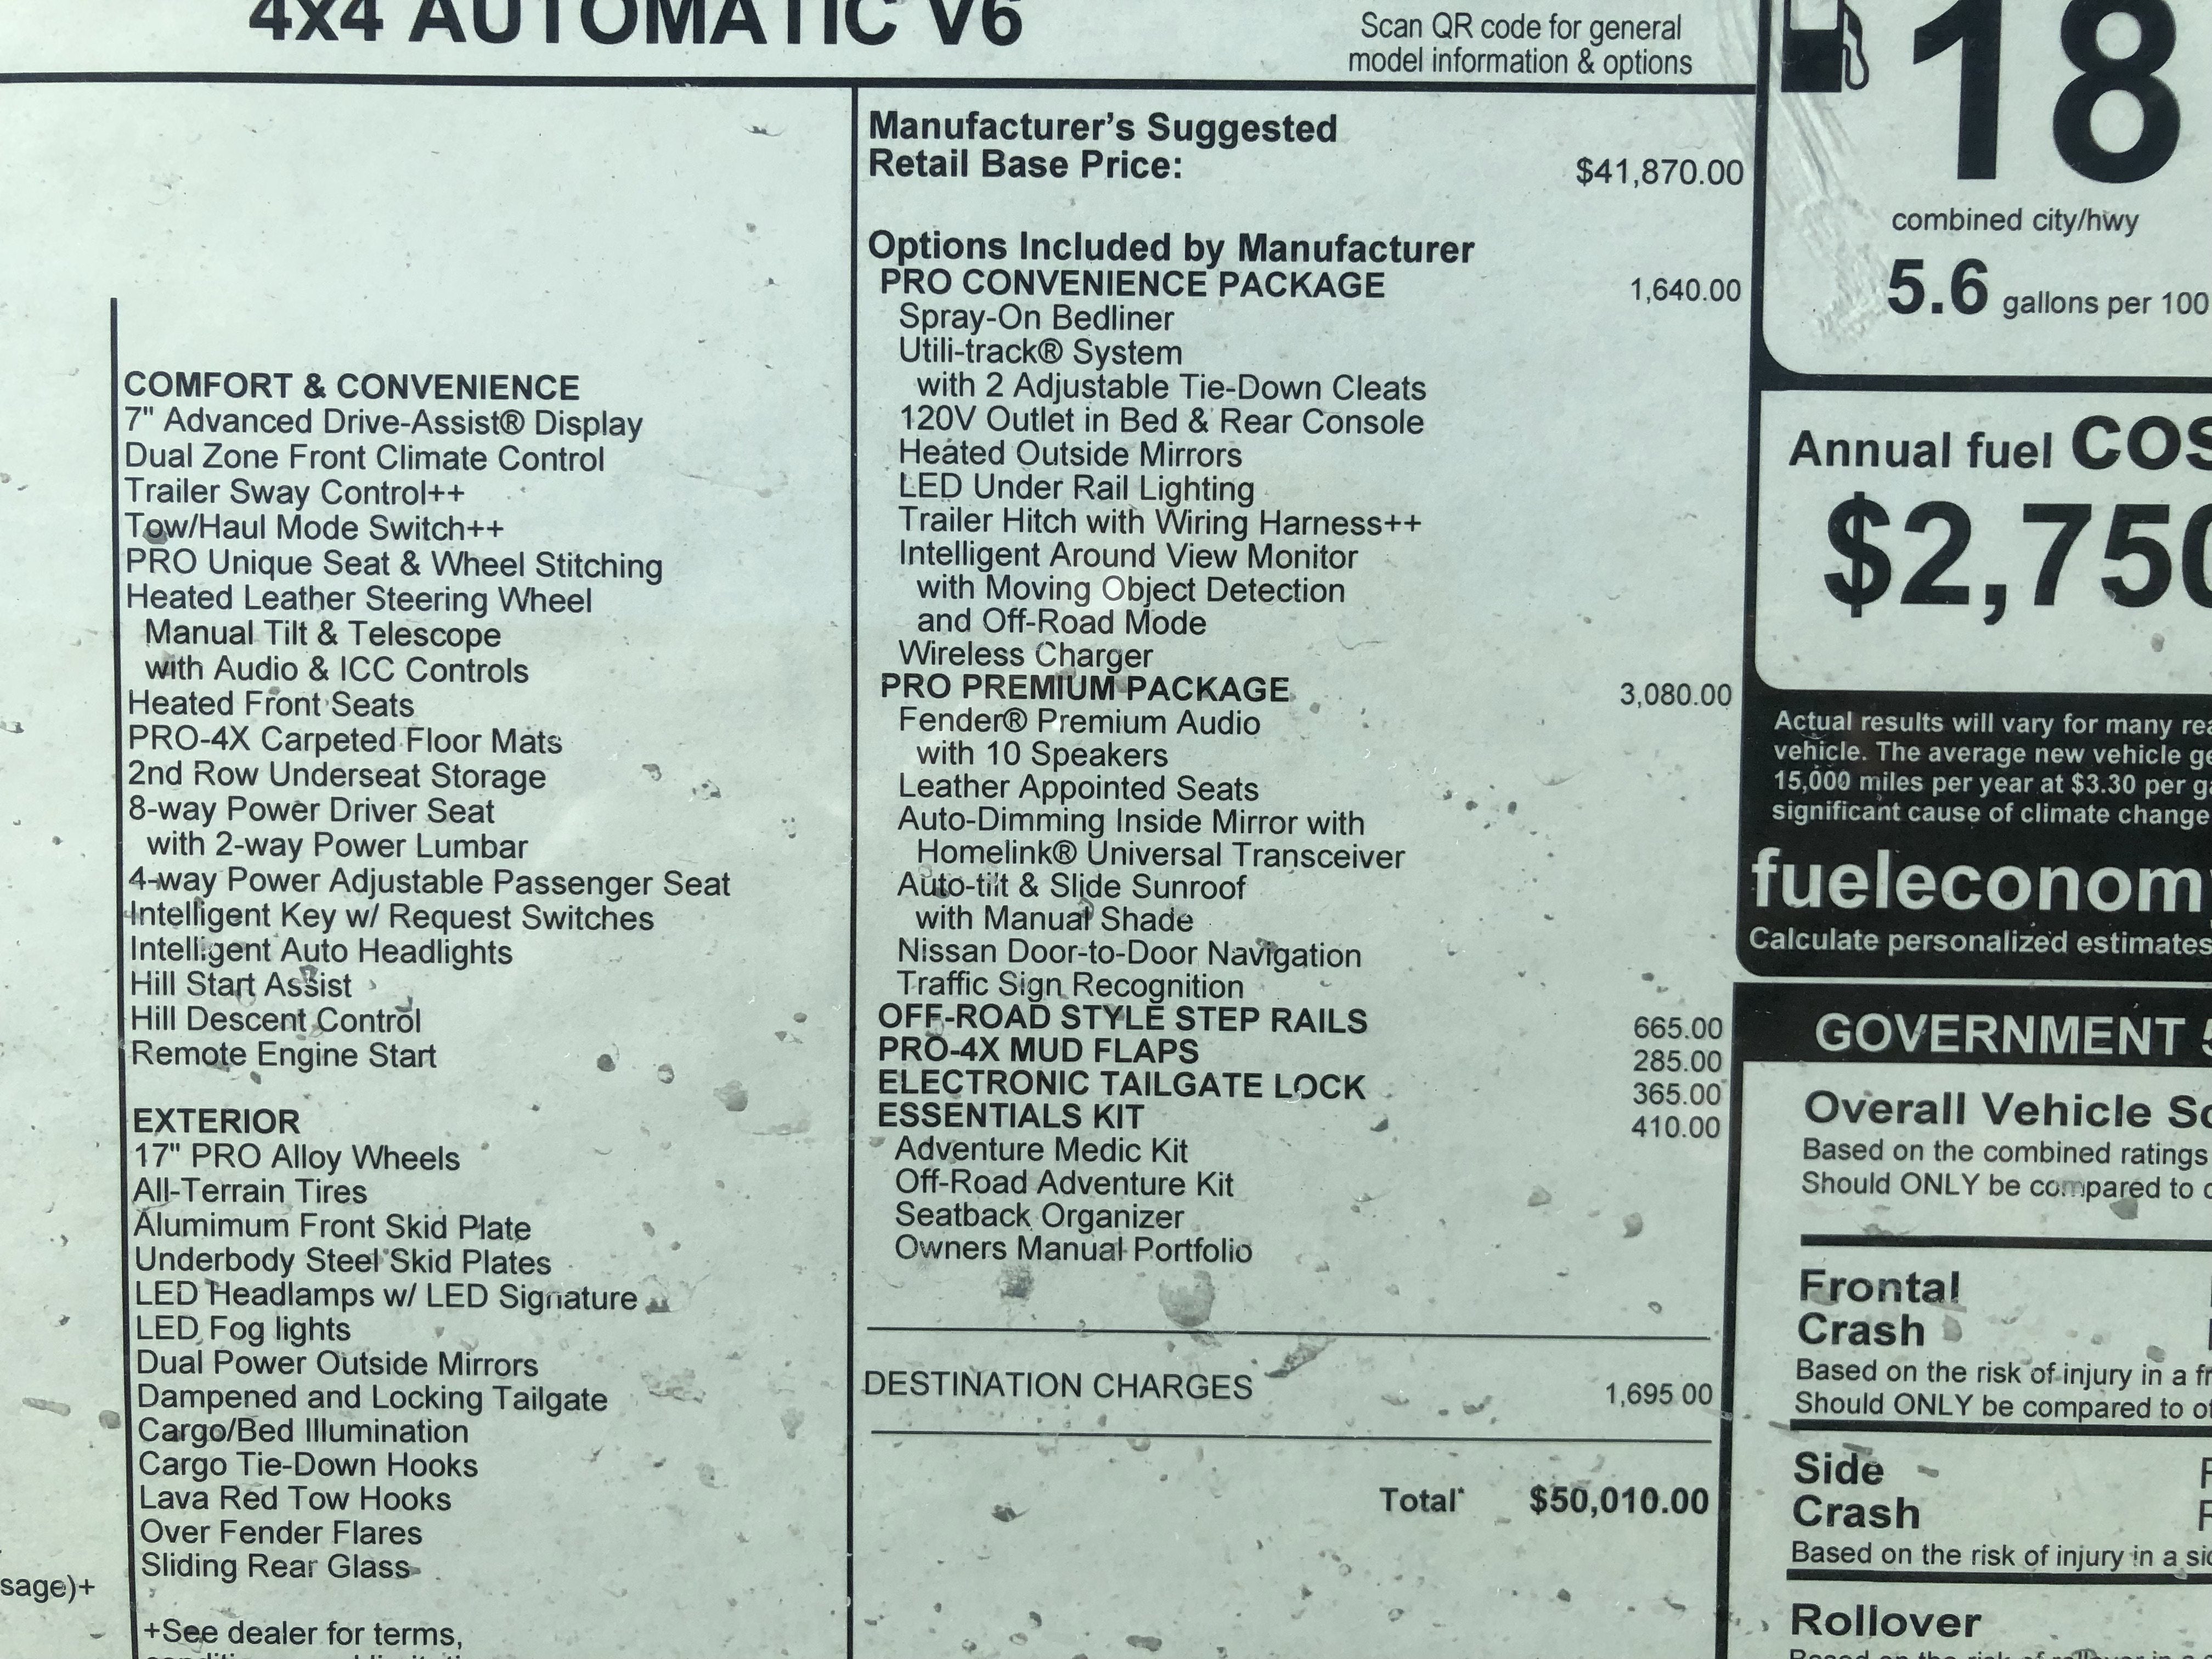 4x4 AUTOMATIC V6
Scan QR code for general
model information & options
COMFORT & CONVENIENCE
7" Advanced Drive-Assist® Display
Dual Zone Front Climate Control
Trailer Sway Control++
Tow/Haul Mode Switch++
PRO Unique Seat & Wheel Stitching
Heated Leather Steering Wheel
Manual Tilt & Telescope
with Audio & ICC Controls
Heated Front Seats
PRO-4X Carpeted Floor Mats
2nd Row Underseat Storage
8-way Power Driver Seat
with 2-way Power Lumbar
4-way Power Adjustable Passenger Seat
Intelligent Key w/ Request Switches
Intelligent Auto Headlights
Hill Start Assist
Hill Descent Control
Remote Engine Start
EXTERIOR
17" PRO Alloy Wheels
All-Terrain Tires
Alumimum Front Skid Plate
Underbody Steel Skid Plates
LED Headlamps w/ LED Signature
LED Fog lights
Dual Power Outside Mirrors
Dampened and Locking Tailgate
Cargo/Bed Illumination
Cargo Tie-Down Hooks
Lava Red Tow Hooks
Over Fender Flares
Sliding Rear Glass
sage)+
+See dealer for terms,
Manufacturer's Suggested
Retail Base Price: $41,870.00
Options Included by Manufacturer
PRO CONVENIENCE PACKAGE 1,640.00
Spray-On Bedliner
Utili-track® System
with 2 Adjustable Tie-Down Cleats
120V Outlet in Bed & Rear Console
Heated Outside Mirrors
LED Under Rail Lighting
Trailer Hitch with Wiring Harness++
Intelligent Around View Monitor
with Moving Object Detection
and Off-Road Mode
Wireless Charger
PRO PREMIUM PACKAGE 3,080.00
Fender® Premium Audio
with 10 Speakers
Leather Appointed Seats
Auto-Dimming Inside Mirror with
Homelink® Universal Transceiver
Auto-tilt & Slide Sunroof
with Manual Shade
Nissan Door-to-Door Navigation
Traffic Sign Recognition
OFF-ROAD STYLE STEP RAILS 665.00
PRO-4X MUD FLAPS 285.00
ELECTRONIC TAILGATE LOCK 365.00
ESSENTIALS KIT 410.00
Adventure Medic Kit
Off-Road Adventure Kit
Seatback Organizer
Owners Manual Portfolio
DESTINATION CHARGES 1,695 00
Total* $50,010.00
18
combined city/hwy
5.6 gallons per 100
Annual fuel COS
$2,750
Actual results will vary for many rea
vehicle. The average new vehicle ge
15,000 miles per year at $3.30 per ga
significant cause of climate change
fueleconomy
Calculate personalized estimates
GOVERNMENT 5
Overall Vehicle Sc
Based on the combined ratings
Should ONLY be compared to o
Frontal
Crash
Based on the risk of injury in a fr
Should ONLY be compared to ot
Side
Crash
Based on the risk of injury in a sid
Rollover